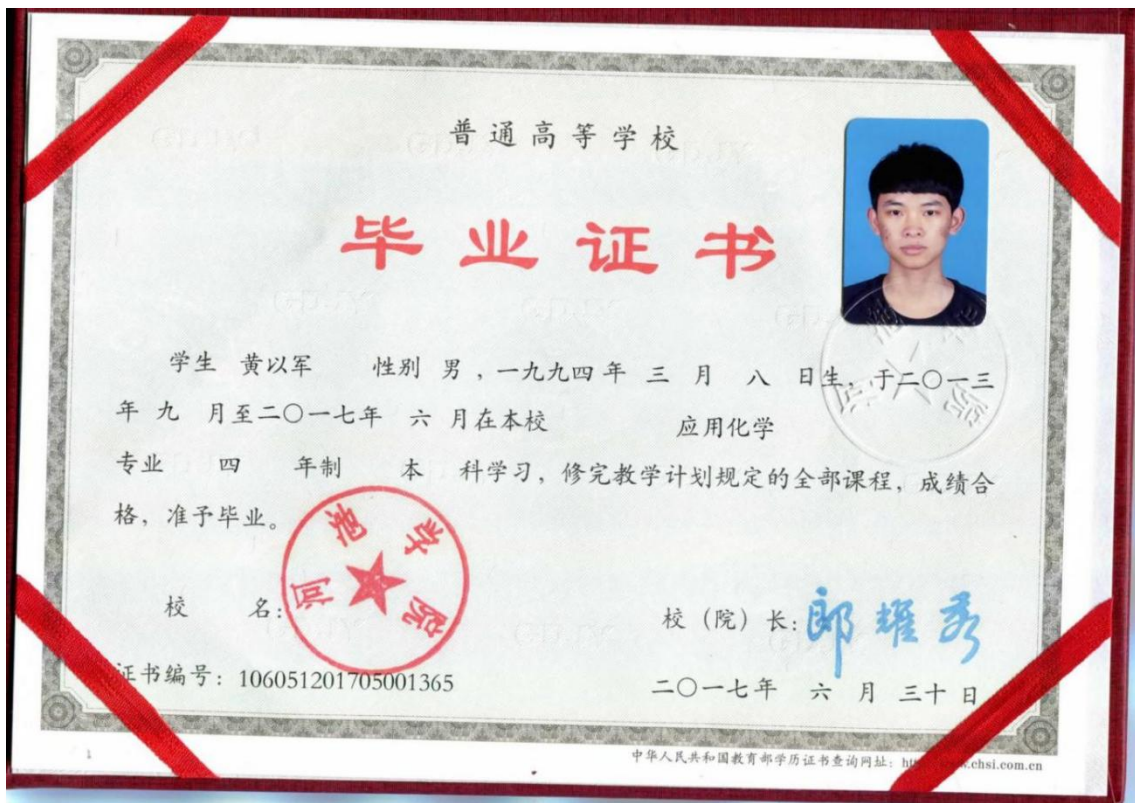 普通高等学校
毕业证书
学生 黄以军 性别 男 ，一九九四 年 三 月 八 日生，于二〇一三
年 九 月至二〇一七年 六 月在本校 应用化学
专业 四 年制 本 科学习，修完教学计划规定的全部课程，成绩合
格，准予毕业。
河池学院
校 名：
校（院）长：郎耀秀
证书编号：106051201705001365
二〇一七年 六 月 三十 日
1
中华人民共和国教育部学历证书查询网址：htt chsi.com.cn